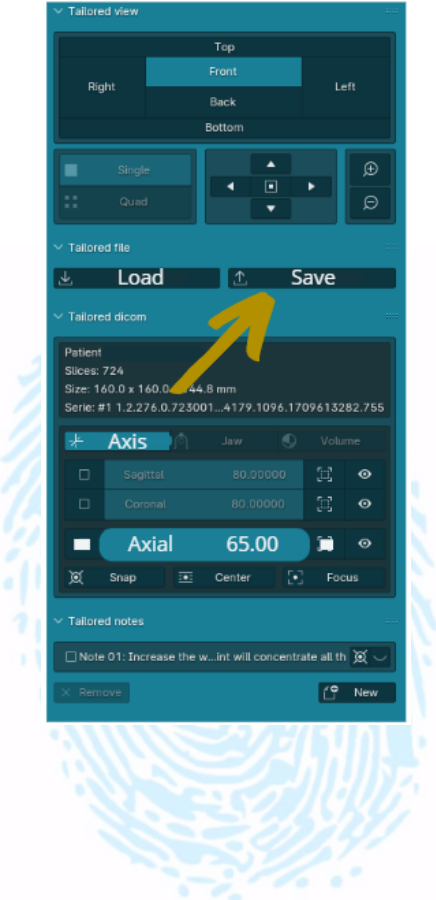 Tailored view
Top
Right
Front
Left
Back
Bottom
Single
Quad
Tailored file
Load
Save
Tailored dicom
Patient
Slices: 724
Size: 160.0 x 160.0 44.8 mm
Serie: #1 1.2.276.0.723001...4179.1096.1709613282.755
Axis
Jaw
Volume
Sagittal 80.00000
Coronal 80.00000
Axial 65.00
Snap
Center
Focus
Tailored notes
Note 01: Increase the w...int will concentrate all th
Remove
New